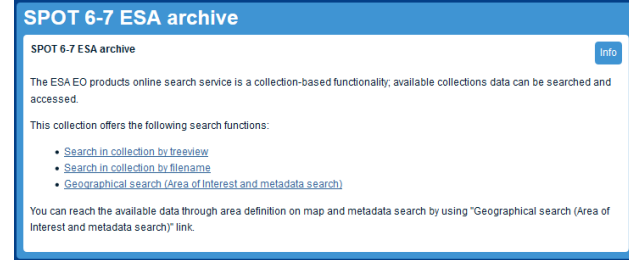 SPOT 6-7 ESA archive
SPOT 6-7 ESA archive
Info
The ESA EO products online search service is a collection-based functionality; available collections data can be searched and
accessed.
This collection offers the following search functions:
• Search in collection by treeview
• Search in collection by filename
• Geographical search (Area of Interest and metadata search)
You can reach the available data through area definition on map and metadata search by using "Geographical search (Area of
Interest and metadata search)" link.